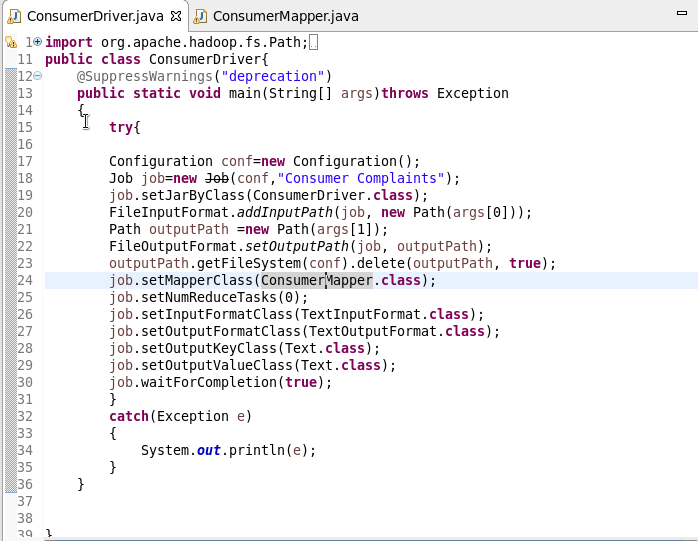 ConsumerDriver.java ConsumerMapper.java
1 import org.apache.hadoop.fs.Path;
11 public class ConsumerDriver{
12 @SuppressWarnings("deprecation")
13 public static void main(String[] args)throws Exception
14 {
15 try{
16
17 Configuration conf=new Configuration();
18 Job job=new Job(conf,"Consumer Complaints");
19 job.setJarByClass(ConsumerDriver.class);
20 FileInputFormat.addInputPath(job, new Path(args[0]));
21 Path outputPath =new Path(args[1]);
22 FileOutputFormat.setOutputPath(job, outputPath);
23 outputPath.getFileSystem(conf).delete(outputPath, true);
24 job.setMapperClass(ConsumerMapper.class);
25 job.setNumReduceTasks(0);
26 job.setInputFormatClass(TextInputFormat.class);
27 job.setOutputFormatClass(TextOutputFormat.class);
28 job.setOutputKeyClass(Text.class);
29 job.setOutputValueClass(Text.class);
30 job.waitForCompletion(true);
31 }
32 catch(Exception e)
33 {
34 System.out.println(e);
35 }
36 }
37
38
39 }